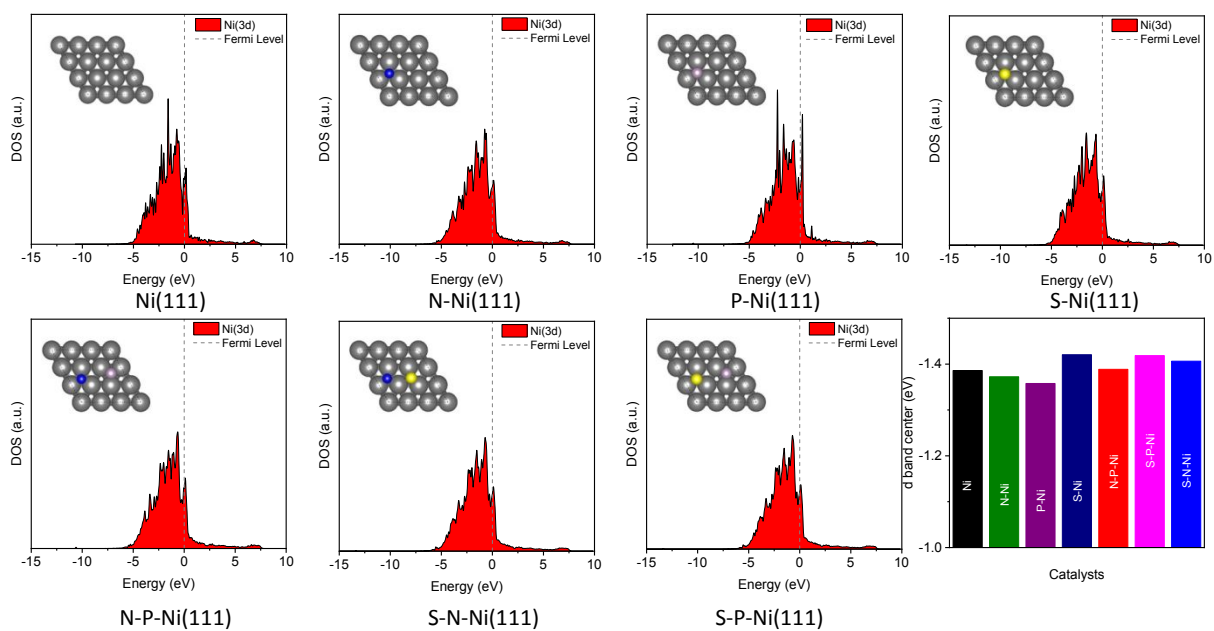 Ni(3d)
Fermi Level
DOS (a.u.)
-15 -10 -5 0 5 10
Energy (eV)
Ni(111)
Ni(3d)
Fermi Level
DOS (a.u.)
-15 -10 -5 0 5 10
Energy (eV)
N-Ni(111)
Ni(3d)
Fermi Level
DOS (a.u.)
-15 -10 -5 0 5 10
Energy (eV)
P-Ni(111)
Ni(3d)
Fermi Level
DOS (a.u.)
-15 -10 -5 0 5 10
Energy (eV)
S-Ni(111)
Ni(3d)
Fermi Level
DOS (a.u.)
-15 -10 -5 0 5 10
Energy (eV)
N-P-Ni(111)
Ni(3d)
Fermi Level
DOS (a.u.)
-15 -10 -5 0 5 10
Energy (eV)
S-N-Ni(111)
Ni(3d)
Fermi Level
DOS (a.u.)
-15 -10 -5 0 5 10
Energy (eV)
S-P-Ni(111)
d band center (eV)
-1.4
-1.2
-1.0
Ni
N-Ni
P-Ni
S-Ni
N-P-Ni
S-P-Ni
S-N-Ni
Catalysts